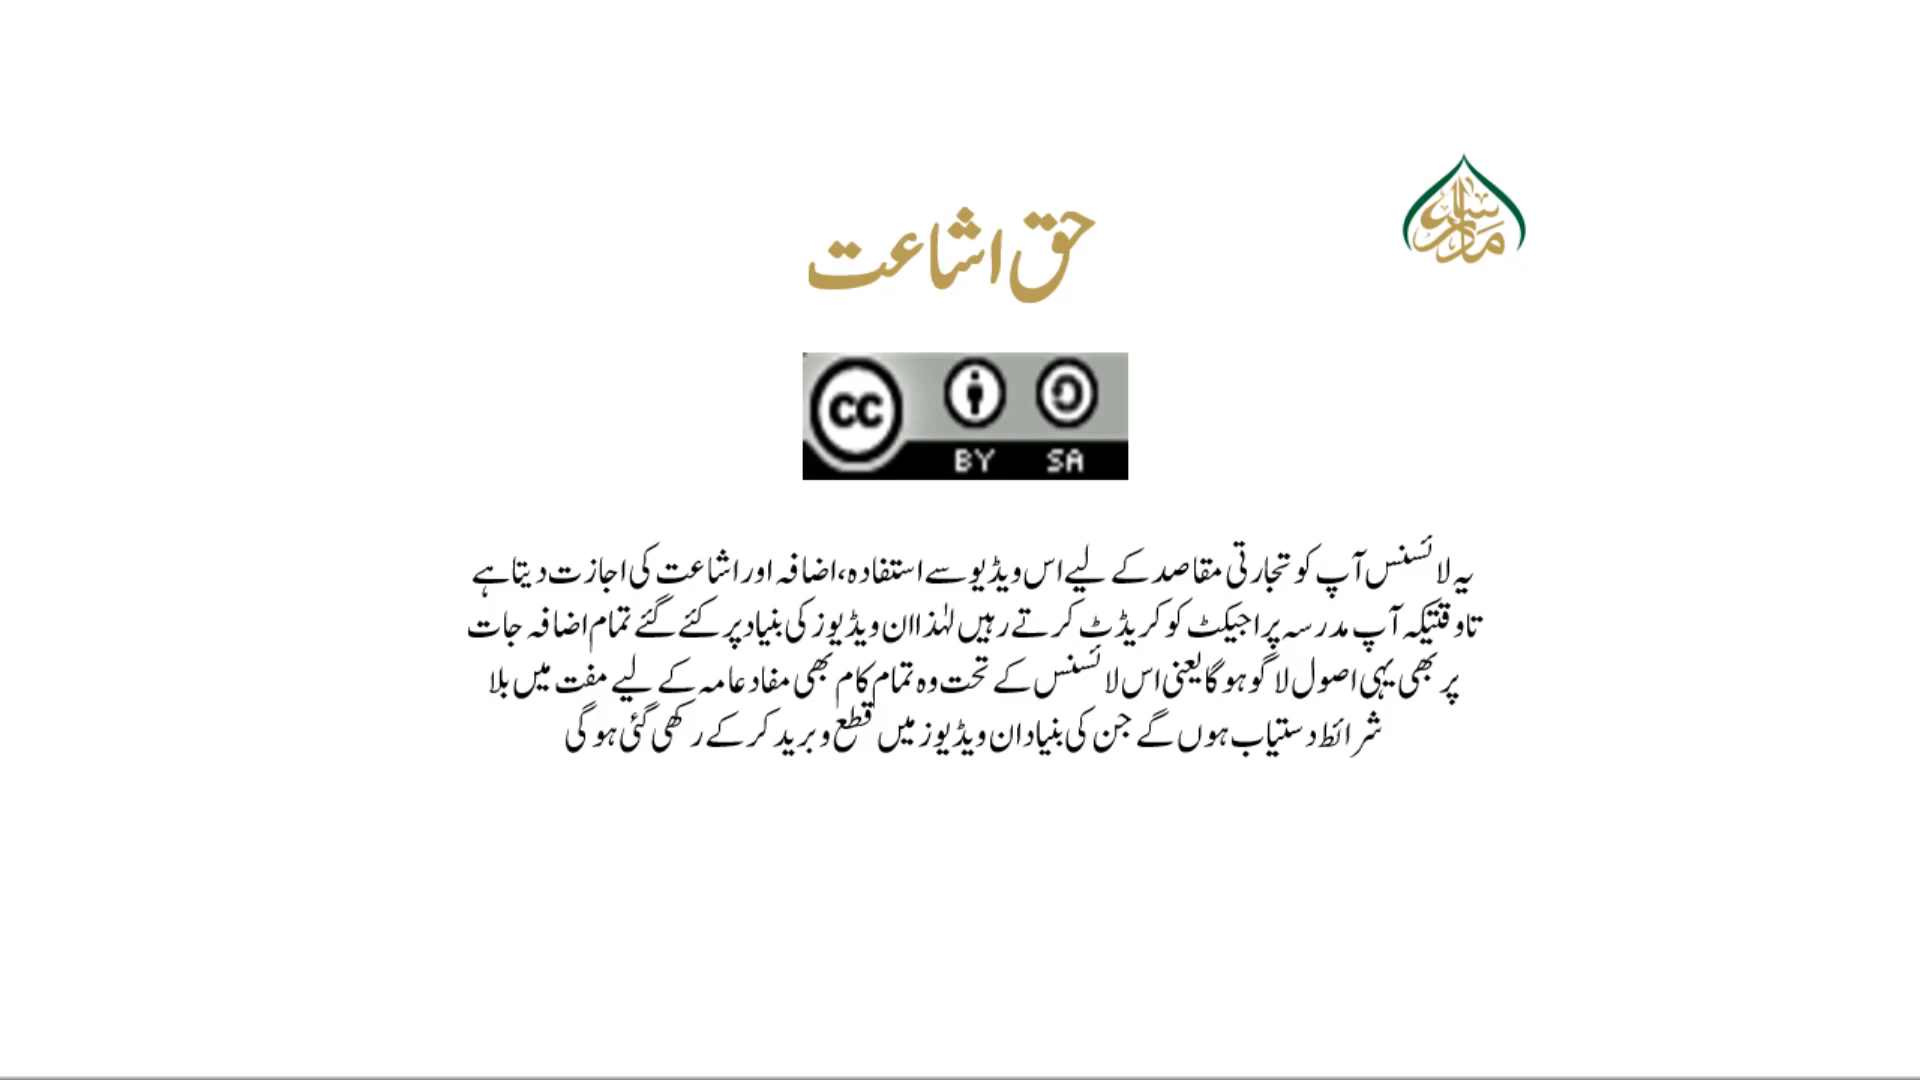 حق اشاعت
مدرسہ
CC
BY SA
یہ لائسنس آپ کو تجارتی مقاصد کے لیے اس ویڈیو سے استفادہ، اضافہ اور اشاعت کی اجازت دیتا ہے
تاوقتیکہ آپ مدرسہ پراجیکٹ کو کریڈٹ کرتے رہیں لہٰذا ان ویڈیوز کی بنیاد پر کئے گئے تمام اضافہ جات
پر بھی یہی اصول لاگو ہوگا یعنی اس لائسنس کے تحت وہ تمام کام بھی مفاد عامہ کے لیے مفت میں بلا
شرائط دستیاب ہوں گے جن کی بنیاد ان ویڈیوز میں قطع و برید کر کے رکھی گئی ہو گی